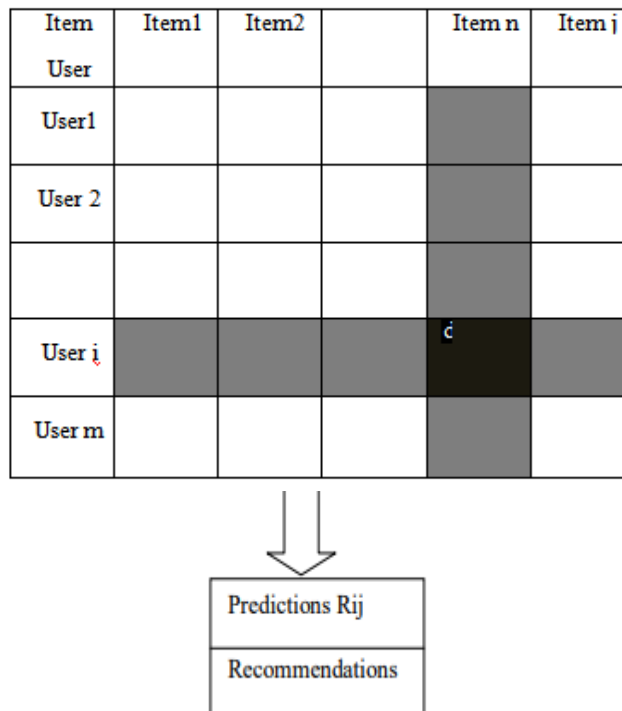 Item Item1 Item2 Item n Item j
User
User1
User 2
d
User i
User m
Predictions Rij
Recommendations